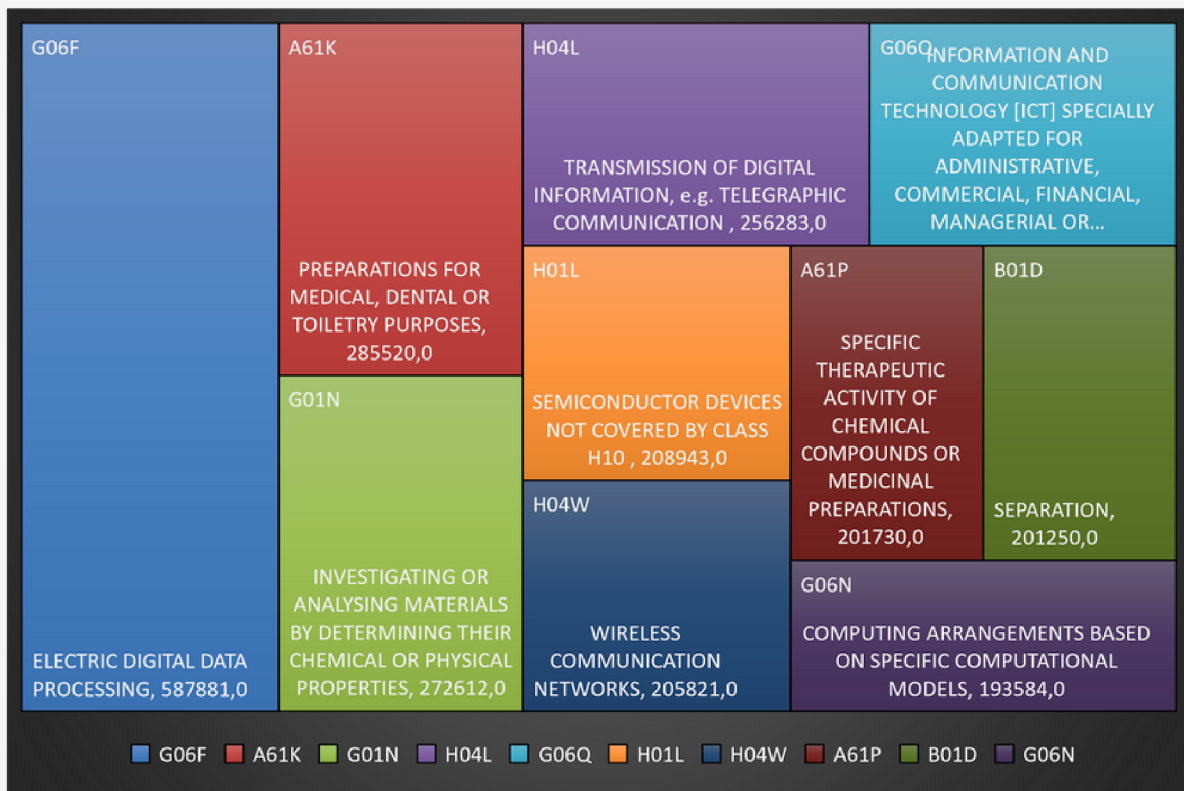 G06F
ELECTRIC DIGITAL DATA
PROCESSING, 587881,0
A61K
PREPARATIONS FOR
MEDICAL, DENTAL OR
TOILETRY PURPOSES,
285520,0
G01N
INVESTIGATING OR
ANALYSING MATERIALS
BY DETERMINING THEIR
CHEMICAL OR PHYSICAL
PROPERTIES, 272612,0
H04L
TRANSMISSION OF DIGITAL
INFORMATION, e.g. TELEGRAPHIC
COMMUNICATION , 256283,0
G06Q
INFORMATION AND
COMMUNICATION
TECHNOLOGY [ICT] SPECIALLY
ADAPTED FOR
ADMINISTRATIVE,
COMMERCIAL, FINANCIAL,
MANAGERIAL OR...
H01L
SEMICONDUCTOR DEVICES
NOT COVERED BY CLASS
H10 , 208943,0
H04W
WIRELESS
COMMUNICATION
NETWORKS, 205821,0
A61P
SPECIFIC
THERAPEUTIC
ACTIVITY OF
CHEMICAL
COMPOUNDS OR
MEDICINAL
PREPARATIONS,
201730,0
B01D
SEPARATION,
201250,0
G06N
COMPUTING ARRANGEMENTS BASED
ON SPECIFIC COMPUTATIONAL
MODELS, 193584,0
G06F A61K G01N H04L G06Q H01L H04W A61P B01D G06N